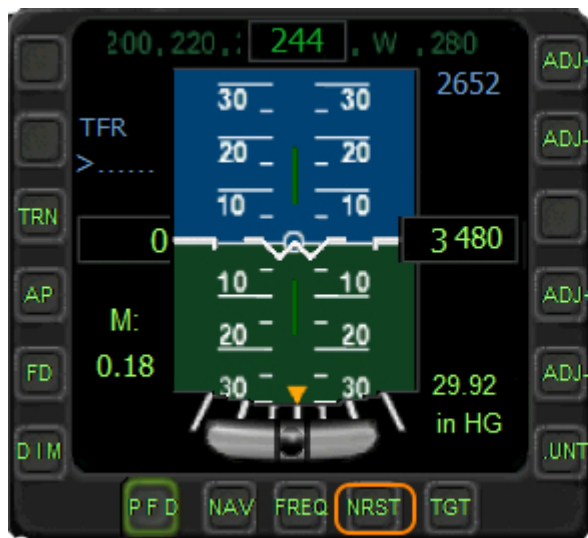 200, 220, 244, W, 280
2652
30 30
TFR
20 20
>......
10 10
TRN
0
3 480
AP
10 10
M:
20 20
0.18
FD
30 30
29.92
in HG
DIM
PFD NAV FREQ NRST TGT
ADJ-
ADJ-
ADJ-
ADJ-
.UNT